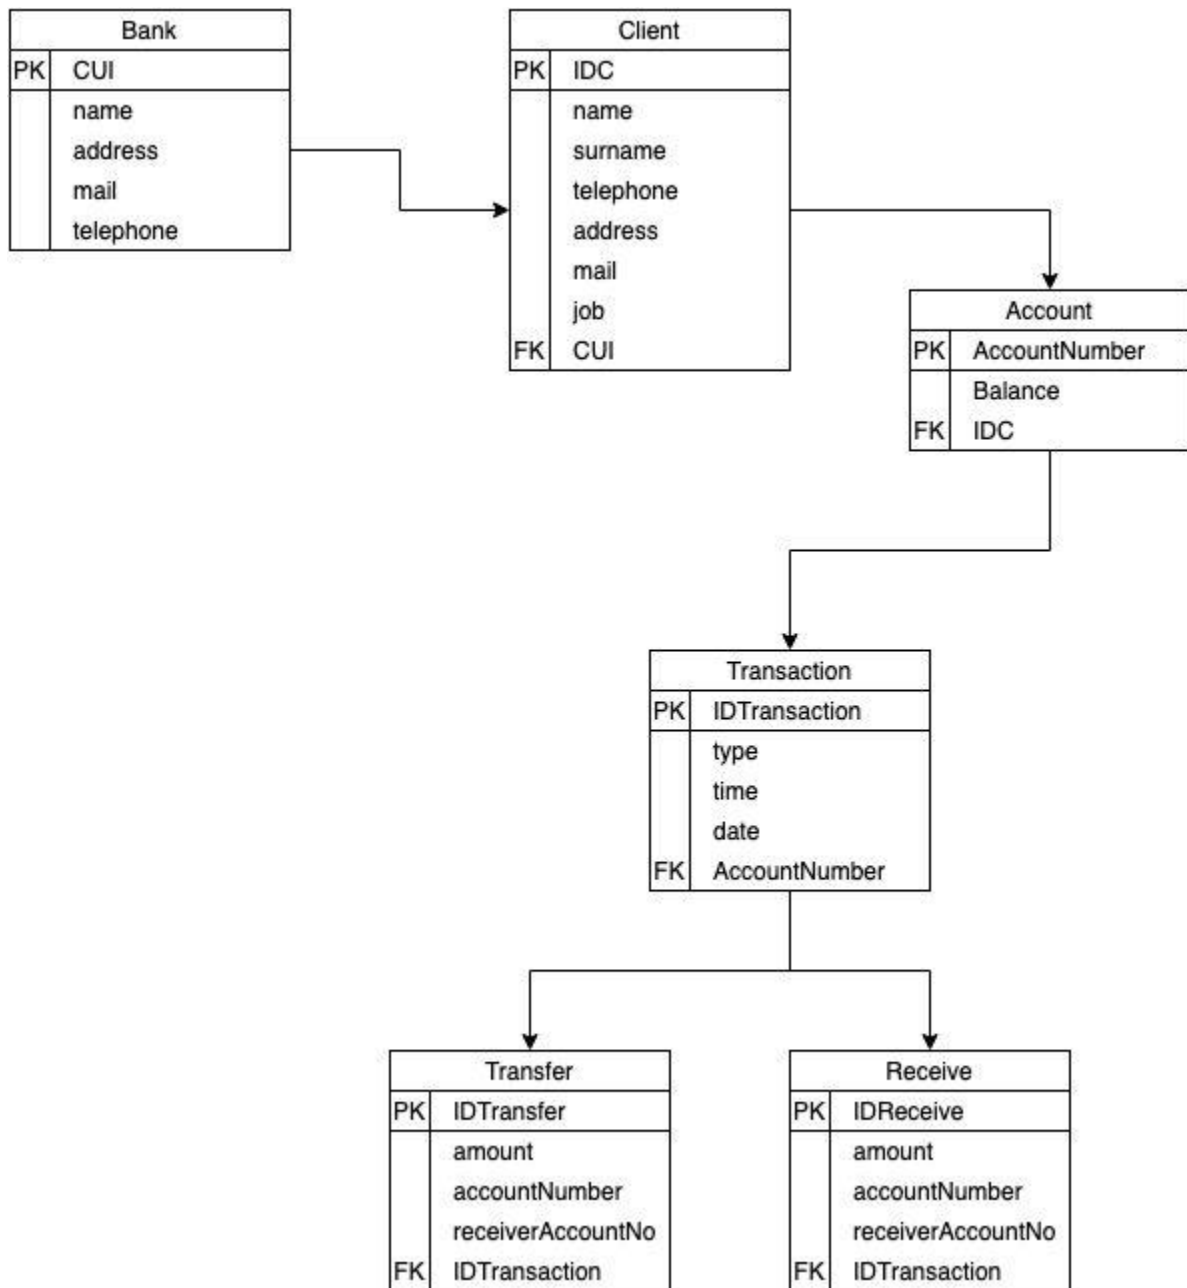 Bank
PK CUI
name
address
mail
telephone
Client
PK IDC
name
surname
telephone
address
mail
job
FK CUI
Account
PK AccountNumber
Balance
FK IDC
Transaction
PK IDTransaction
type
time
date
FK AccountNumber
Transfer
PK IDTransfer
amount
accountNumber
receiverAccountNo
FK IDTransaction
Receive
PK IDReceive
amount
accountNumber
receiverAccountNo
FK IDTransaction